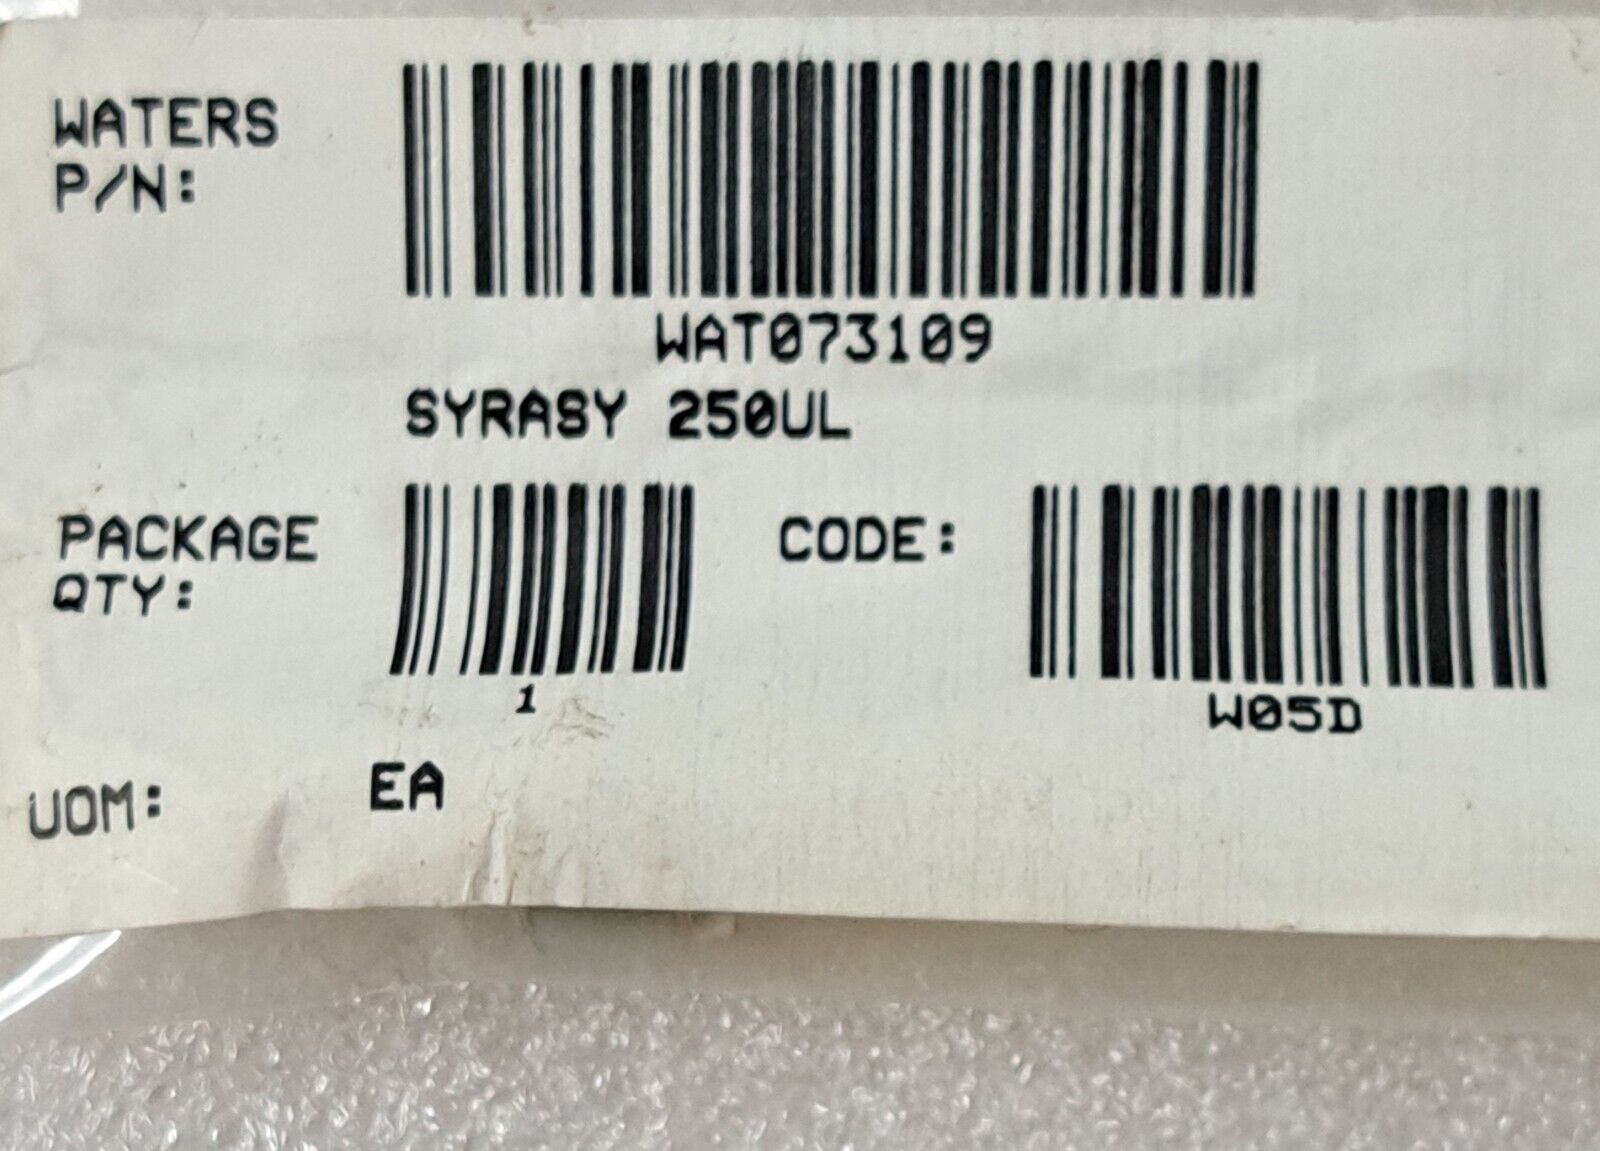 WATERS
P/N:
WAT073109
SYRASY 250UL
PACKAGE
QTY:
1
CODE:
W05D
UOM: EA